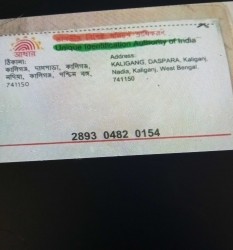 Unique Identification Authority of India
আধার
ঠিকানা:
কালিগঞ্জ, দাসপাড়া, কালিগঞ্জ,
নদিয়া, কালিগঞ্জ, পশ্চিম বঙ্গ,
741150
Address:
KALIGANG, DASPARA, Kaliganj,
Nadia, Kaliganj, West Bengal,
741150
2893 0482 0154